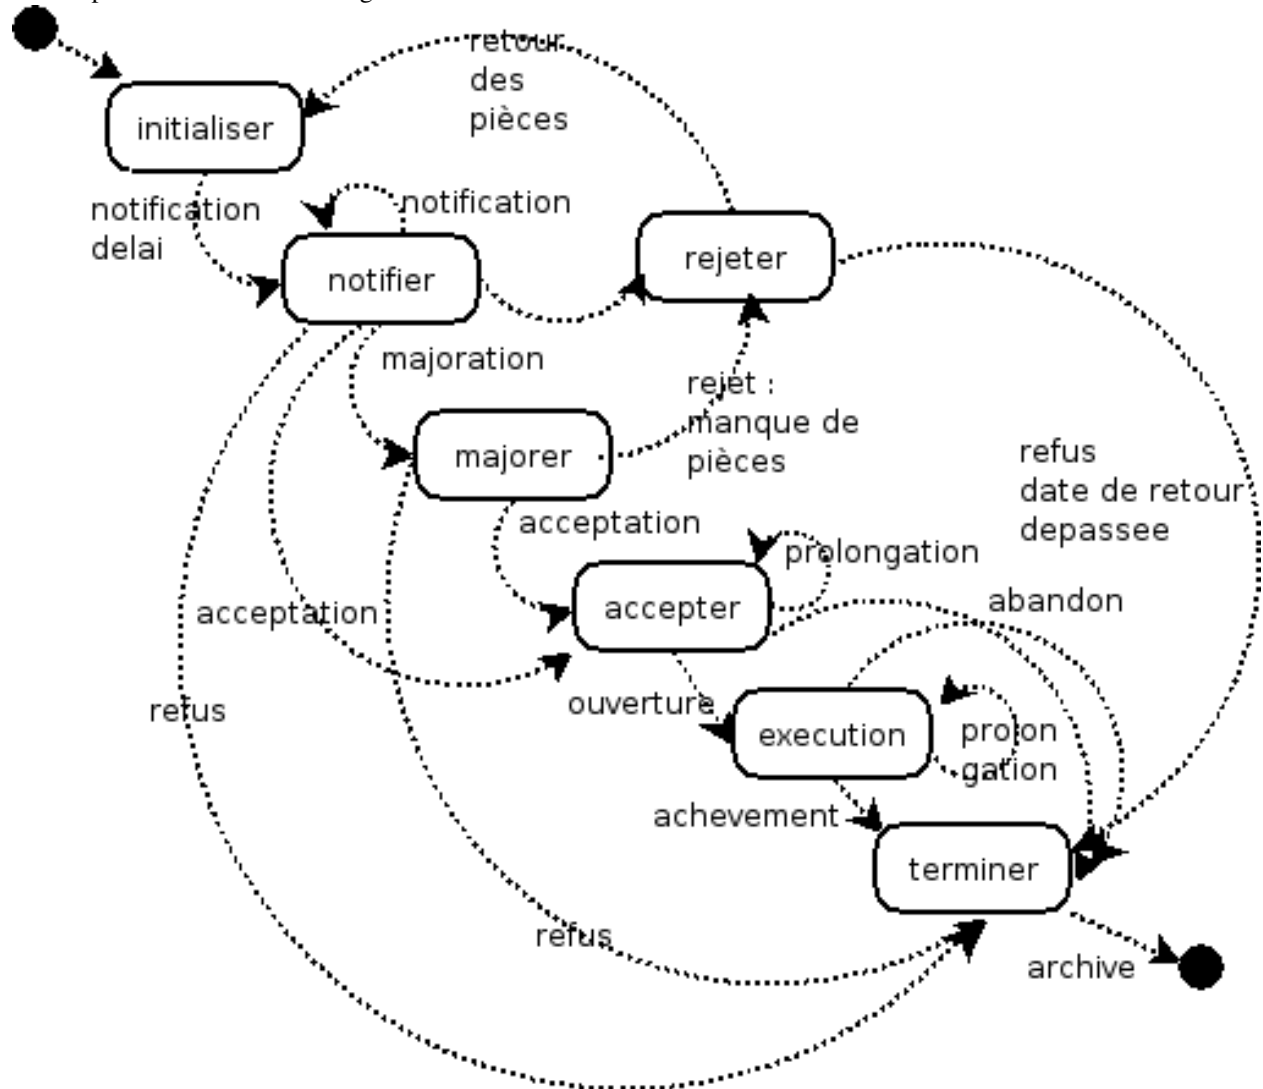 retour
des
pièces
initialiser
notification
delai
notification
rejeter
notifier
majoration
rejet :
manque de
pièces
majorer
refus
date de retour
depassee
acceptation
prolongation
abandon
accepter
acceptation
ouverture
refus
execution
prolon
gation
achevement
terminer
refus
archive